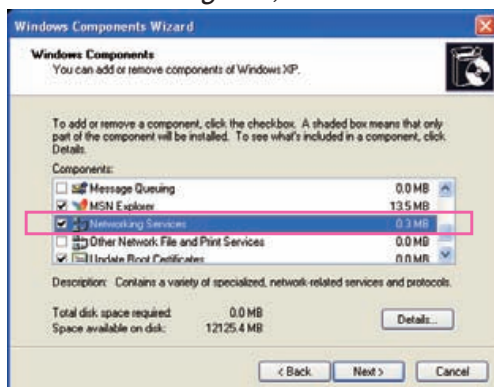 Windows Components Wizard
Windows Components
You can add or remove components of Windows XP.
To add or remove a component, click the checkbox. A shaded box means that only
part of the component will be installed. To see what's included in a component, click
Details.
Components:
Message Queuing 0.0 MB
MSN Explorer 13.5 MB
Networking Services 0.3 MB
Other Network File and Print Services 0.0 MB
Update Root Certificates 0.0 MB
Description: Contains a variety of specialized, network-related services and protocols.
Total disk space required: 0.0 MB
Space available on disk: 12125.4 MB
Details...
< Back Next > Cancel